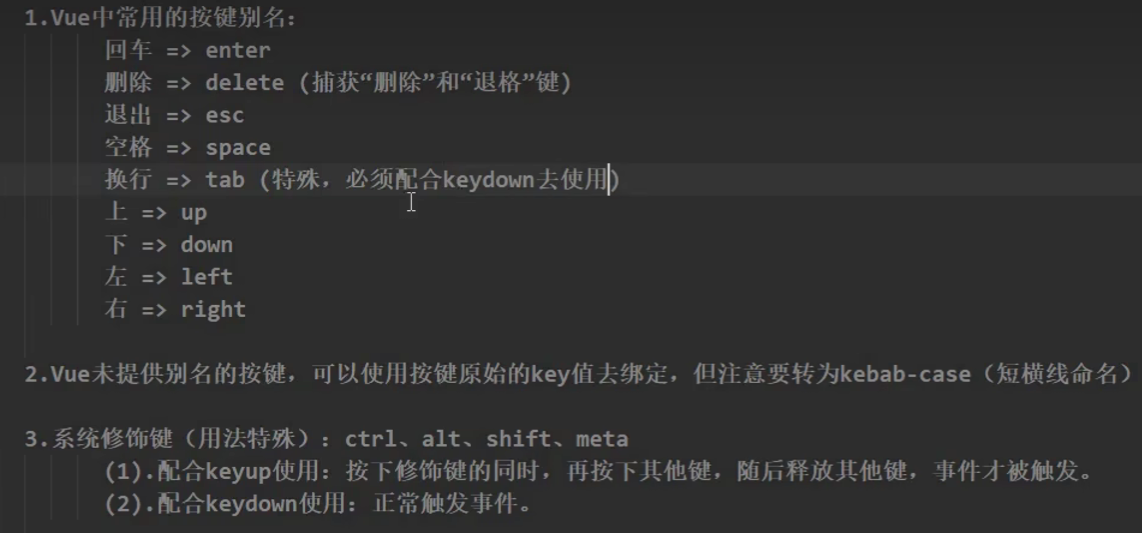 1.Vue中常用的按键别名：
回车 => enter
删除 => delete (捕获“删除”和“退格”键)
退出 => esc
空格 => space
换行 => tab (特殊，必须配合keydown去使用)
上 => up
下 => down
左 => left
右 => right
2.Vue未提供别名的按键，可以使用按键原始的key值去绑定，但注意要转为kebab-case（短横线命名）
3.系统修饰键（用法特殊）：ctrl、alt、shift、meta
(1).配合keyup使用：按下修饰键的同时，再按下其他键，随后释放其他键，事件才被触发。
(2).配合keydown使用：正常触发事件。